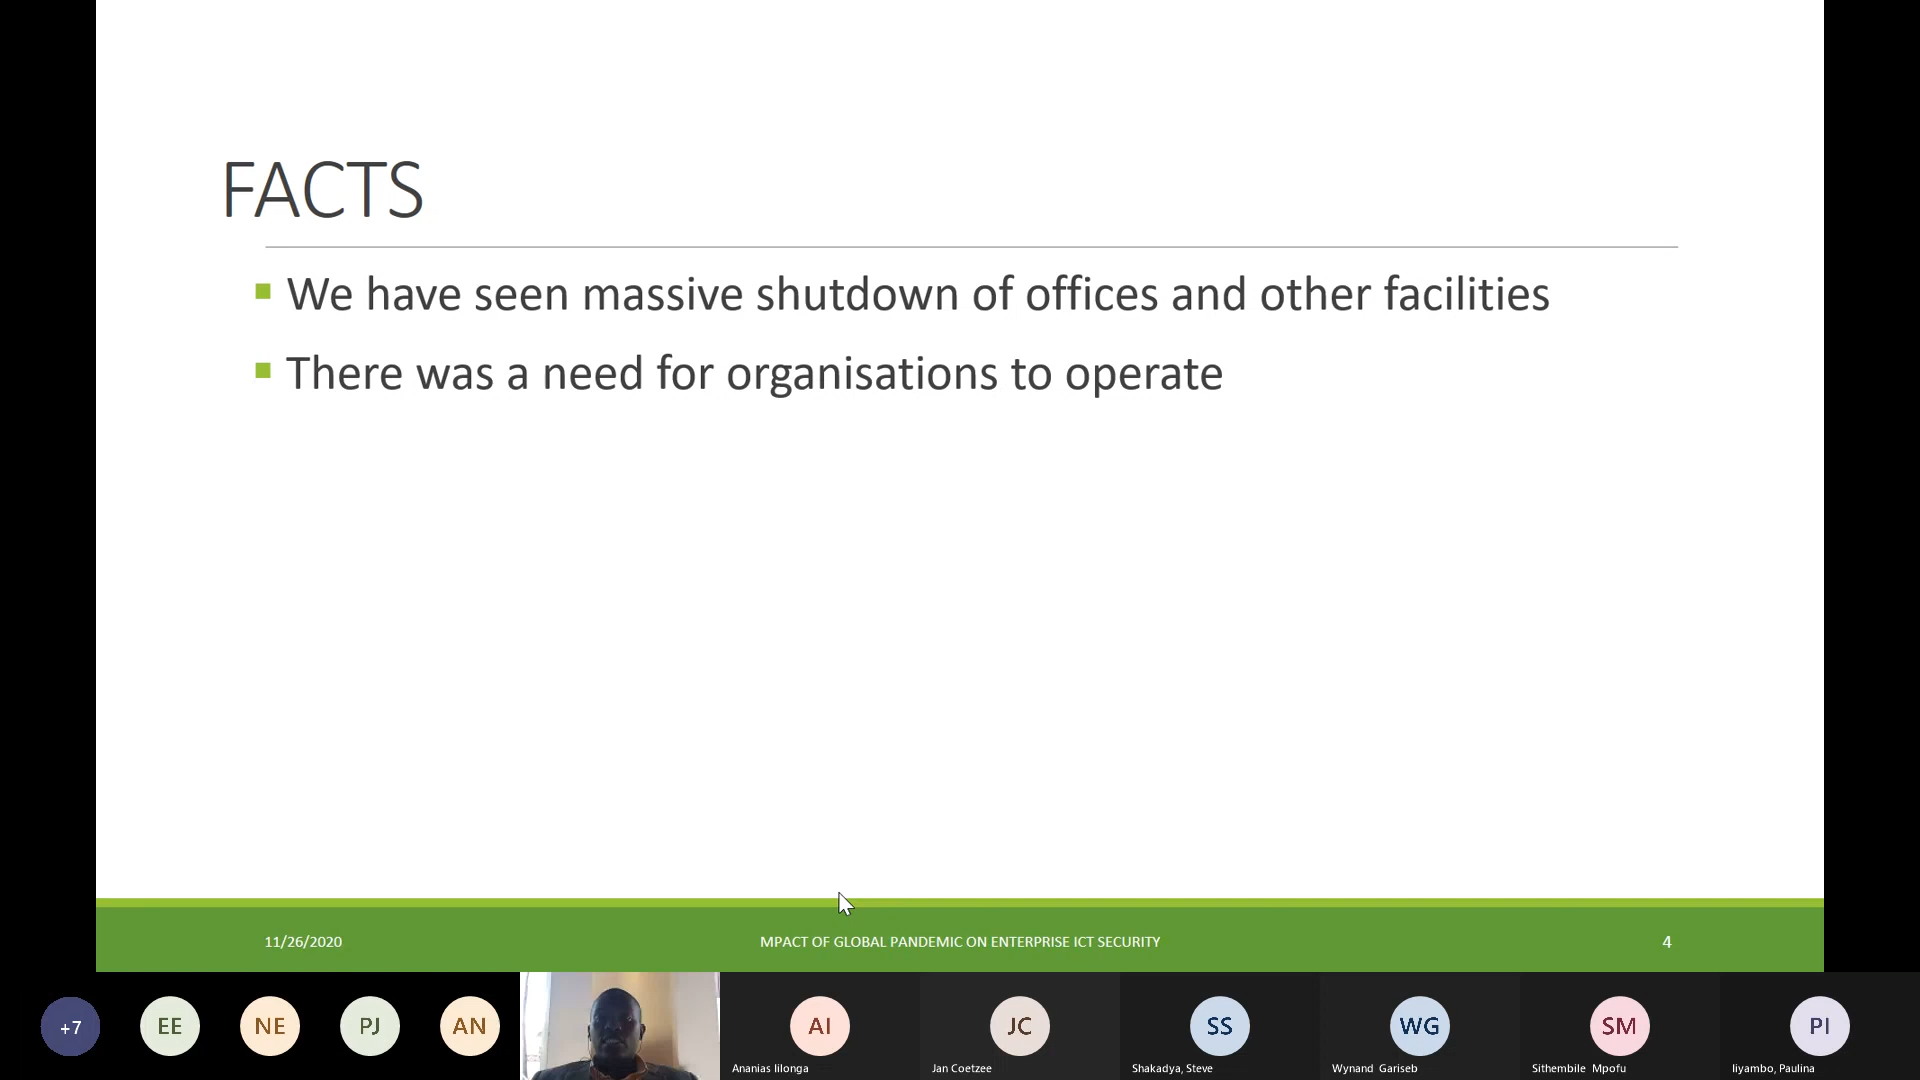 FACTS
We have seen massive shutdown of offices and other facilities
There was a need for organisations to operate
11/26/2020
MPACT OF GLOBAL PANDEMIC ON ENTERPRISE ICT SECURITY
4
+7
EE
NE
PJ
AN
AI
JC
SS
WG
SM
PI
Ananias Iilonga
Jan Coetzee
Shakadya, Steve
Wynand Gariseb
Sithembile Mpofu
Iiyambo, Paulina